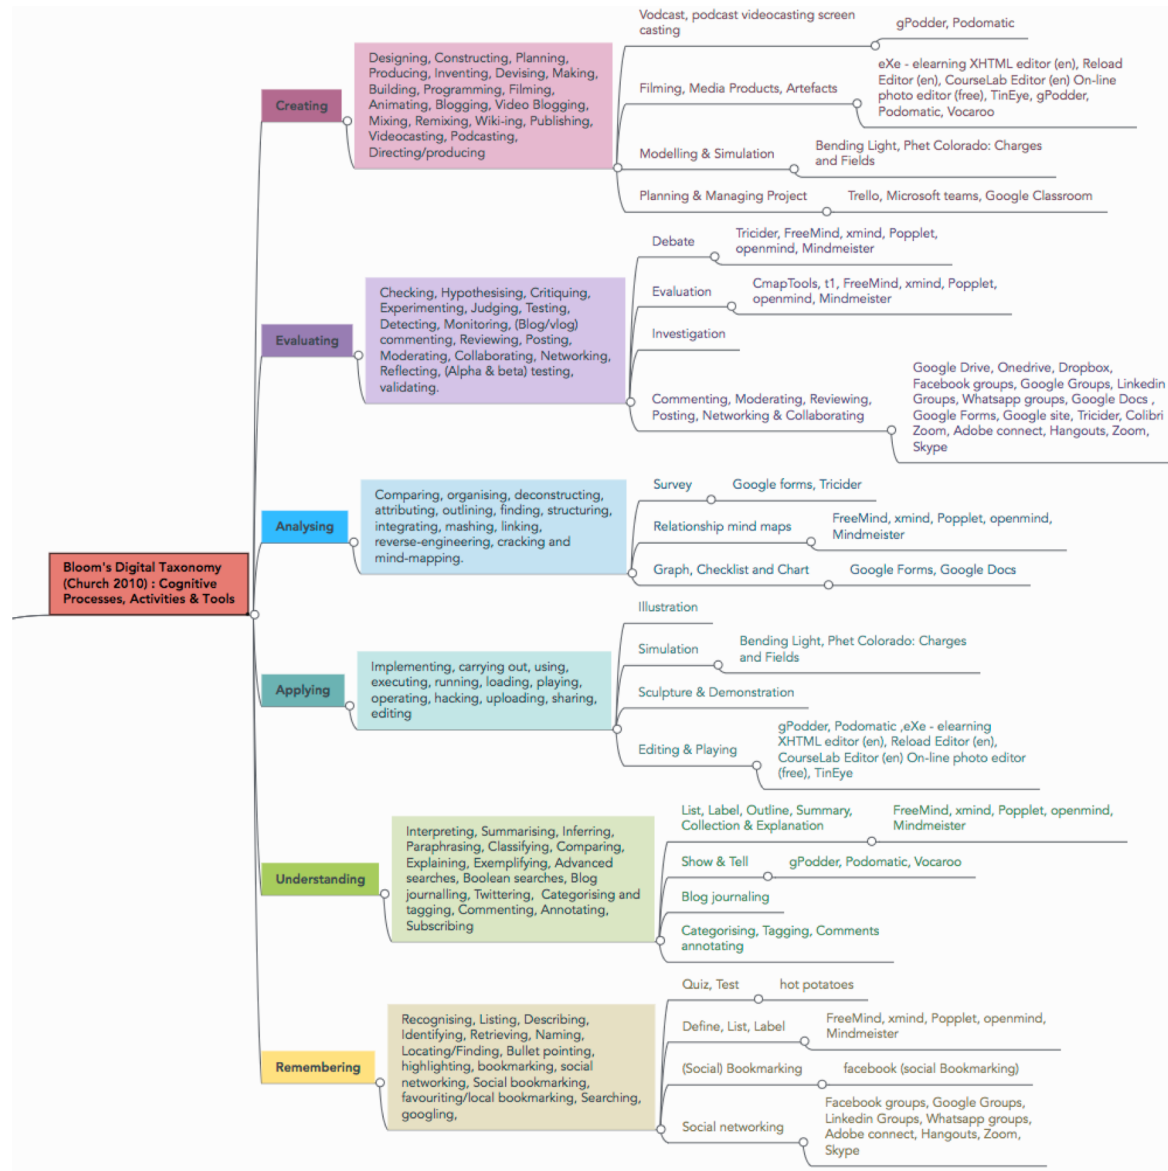 Bloom's Digital Taxonomy
(Church 2010) : Cognitive
Processes, Activities & Tools
Creating
Designing, Constructing, Planning,
Producing, Inventing, Devising, Making,
Building, Programming, Filming,
Animating, Blogging, Video Blogging,
Mixing, Remixing, Wiki-ing, Publishing,
Videocasting, Podcasting,
Directing/producing
Vodcast, podcast videocasting screen
casting
gPodder, Podomatic
Filming, Media Products, Artefacts
eXe - elearning XHTML editor (en), Reload
Editor (en), CourseLab Editor (en) On-line
photo editor (free), TinEye, gPodder,
Podomatic, Vocaroo
Modelling & Simulation
Bending Light, Phet Colorado: Charges
and Fields
Planning & Managing Project
Trello, Microsoft teams, Google Classroom
Evaluating
Checking, Hypothesising, Critiquing,
Experimenting, Judging, Testing,
Detecting, Monitoring, (Blog/vlog)
commenting, Reviewing, Posting,
Moderating, Collaborating, Networking,
Reflecting, (Alpha & beta) testing,
validating.
Debate
Tricider, FreeMind, xmind, Popplet,
openmind, Mindmeister
Evaluation
CmapTools, t1, FreeMind, xmind, Popplet,
openmind, Mindmeister
Investigation
Commenting, Moderating, Reviewing,
Posting, Networking & Collaborating
Google Drive, Onedrive, Dropbox,
Facebook groups, Google Groups, Linkedin
Groups, Whatsapp groups, Google Docs ,
Google Forms, Google site, Tricider, Colibri
Zoom, Adobe connect, Hangouts, Zoom,
Skype
Analysing
Comparing, organising, deconstructing,
attributing, outlining, finding, structuring,
integrating, mashing, linking,
reverse-engineering, cracking and
mind-mapping.
Survey
Google forms, Tricider
Relationship mind maps
FreeMind, xmind, Popplet, openmind,
Mindmeister
Graph, Checklist and Chart
Google Forms, Google Docs
Applying
Implementing, carrying out, using,
executing, running, loading, playing,
operating, hacking, uploading, sharing,
editing
Illustration
Simulation
Bending Light, Phet Colorado: Charges
and Fields
Sculpture & Demonstration
Editing & Playing
gPodder, Podomatic ,eXe - elearning
XHTML editor (en), Reload Editor (en),
CourseLab Editor (en) On-line photo editor
(free), TinEye
Understanding
Interpreting, Summarising, Inferring,
Paraphrasing, Classifying, Comparing,
Explaining, Exemplifying, Advanced
searches, Boolean searches, Blog
journalling, Twittering, Categorising and
tagging, Commenting, Annotating,
Subscribing
List, Label, Outline, Summary,
Collection & Explanation
FreeMind, xmind, Popplet, openmind,
Mindmeister
Show & Tell
gPodder, Podomatic, Vocaroo
Blog journaling
Categorising, Tagging, Comments
annotating
Remembering
Recognising, Listing, Describing,
Identifying, Retrieving, Naming,
Locating/Finding, Bullet pointing,
highlighting, bookmarking, social
networking, Social bookmarking,
favouriting/local bookmarking, Searching,
googling,
Quiz, Test
hot potatoes
Define, List, Label
FreeMind, xmind, Popplet, openmind,
Mindmeister
(Social) Bookmarking
facebook (social Bookmarking)
Social networking
Facebook groups, Google Groups,
Linkedin Groups, Whatsapp groups,
Adobe connect, Hangouts, Zoom,
Skype